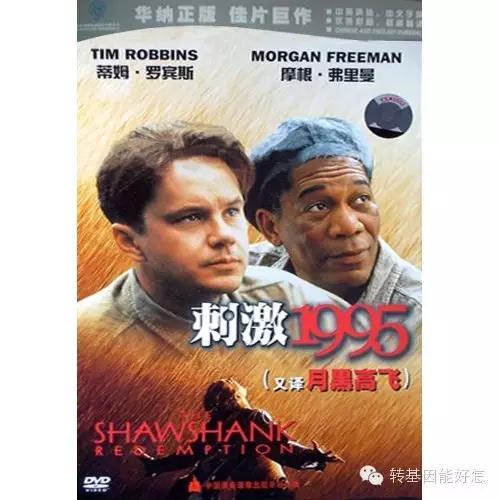 华纳正版 佳片巨作
TIM ROBBINS
蒂姆·罗宾斯
MORGAN FREEMAN
摩根·弗里曼
刺激1995
(又译月黑高飞)
THE
SHAWSHANK
REDEMPTION
DVD
VIDEO
转基因能好怎